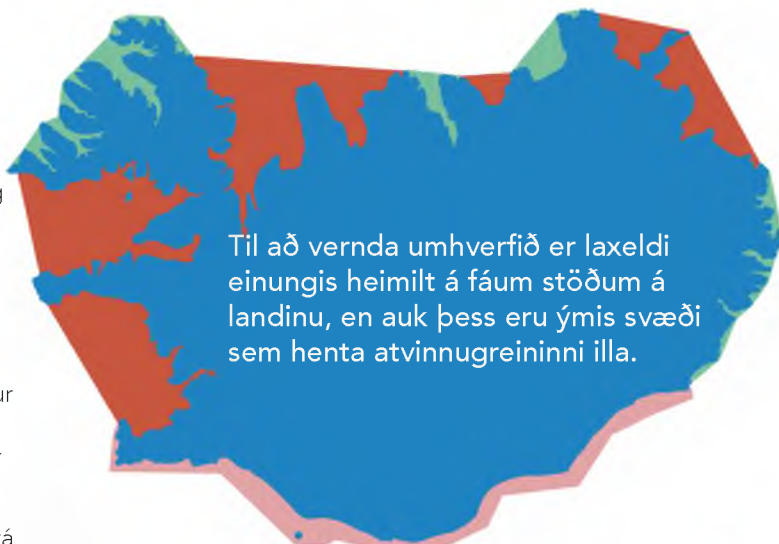 Til að vernda umhverfið er laxeldi
einungis heimilt á fáum stöðum á
landinu, en auk þess eru ýmis svæði
sem henta atvinnugreininni illa.